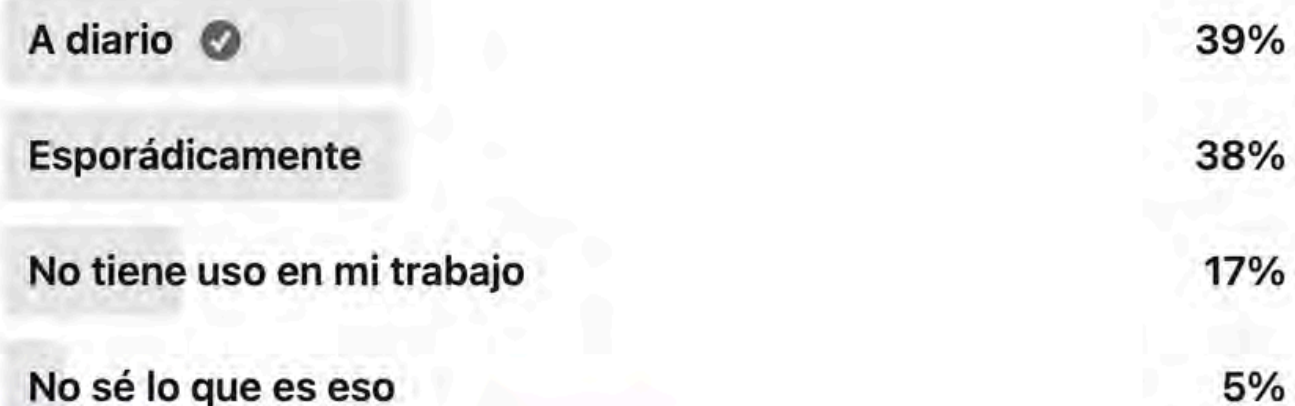 A diario 39%
Esporádicamente 38%
No tiene uso en mi trabajo 17%
No sé lo que es eso 5%